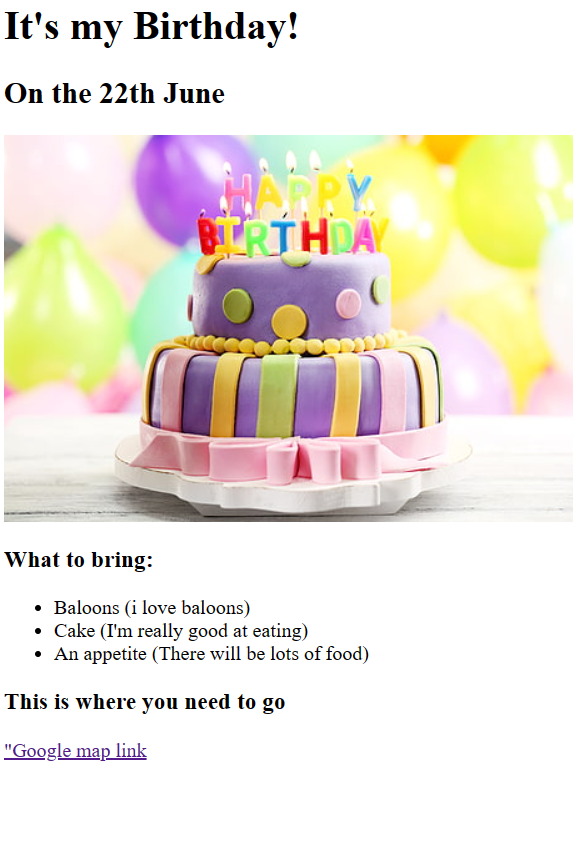 It's my Birthday!
On the 22th June
HAPPY
BIRTHDAY
What to bring:
Baloons (i love baloons)
Cake (I'm really good at eating)
An appetite (There will be lots of food)
This is where you need to go
"Google map link